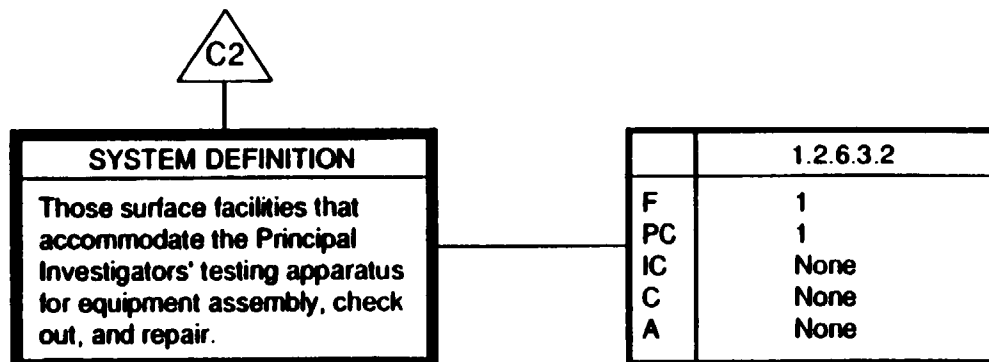 C2
SYSTEM DEFINITION
Those surface facilities that
accommodate the Principal
Investigators' testing apparatus
for equipment assembly, check
out, and repair.
1.2.6.3.2
F 1
PC 1
IC None
C None
A None